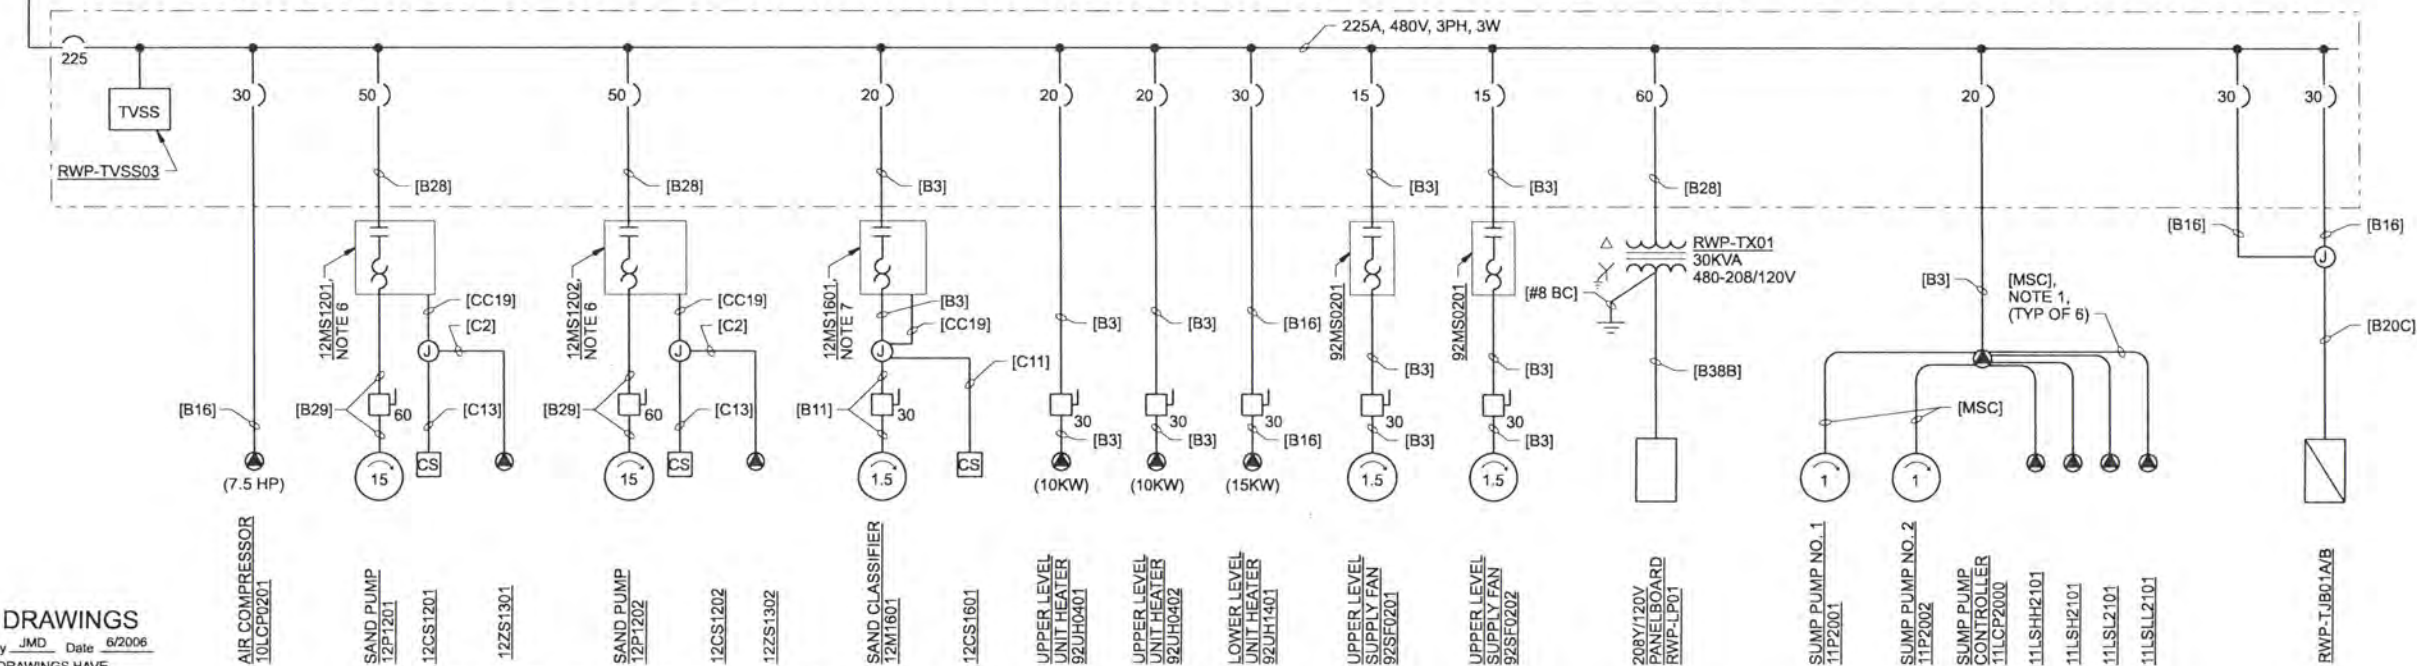 225A, 480V, 3PH, 3W
225
30
50
50
20
20
20
30
15
15
60
20
30
30
TVSS
RWP-TVSS03
[B28]
[B28]
[B3]
[B3]
[B3]
[B28]
[B16]
[B16]
12MS1201,
NOTE 6
[CC19]
[C2]
12MS1202,
NOTE 6
[CC19]
[C2]
12MS1601,
NOTE 7
[B3]
[CC19]
[C11]
92MS0201
92MS0201
RWP-TX01
30KVA
480-208/120V
[#8 BC]
[B3]
[MSC],
NOTE 1,
(TYP OF 6)
J
J
J
J
[B3]
[B3]
[B16]
[B3]
[B3]
[B38B]
[B20C]
[B16]
[B29]
60
[C13]
[B29]
60
[C13]
[B11]
30
30
[B3]
30
[B3]
30
[B16]
30
[B3]
30
[B3]
[MSC]
(7.5 HP)
15
CS
15
CS
1.5
CS
(10KW)
(10KW)
(15KW)
1.5
1.5
1
1
AIR COMPRESSOR
10LCP0201
SAND PUMP
12P1201
12CS1201
12ZS1301
SAND PUMP
12P1202
12CS1202
12ZS1302
SAND CLASSIFIER
12M1601
12CS1601
UPPER LEVEL
UNIT HEATER
92UH0401
UPPER LEVEL
UNIT HEATER
92UH0402
LOWER LEVEL
UNIT HEATER
92UH1401
UPPER LEVEL
SUPPLY FAN
92SF0201
UPPER LEVEL
SUPPLY FAN
92SF0202
208Y/120V
PANELBOARD
RWP-LP01
SUMP PUMP NO. 1
11P2001
SUMP PUMP NO. 2
11P2002
SUMP PUMP
CONTROLLER
11LCP2000
11LSHH2101
11LSH2101
11LSL2101
11LSLL2101
RWP-TJB01A/B
DRAWINGS
y JMD Date 6/2006
DRAWINGS HAVE